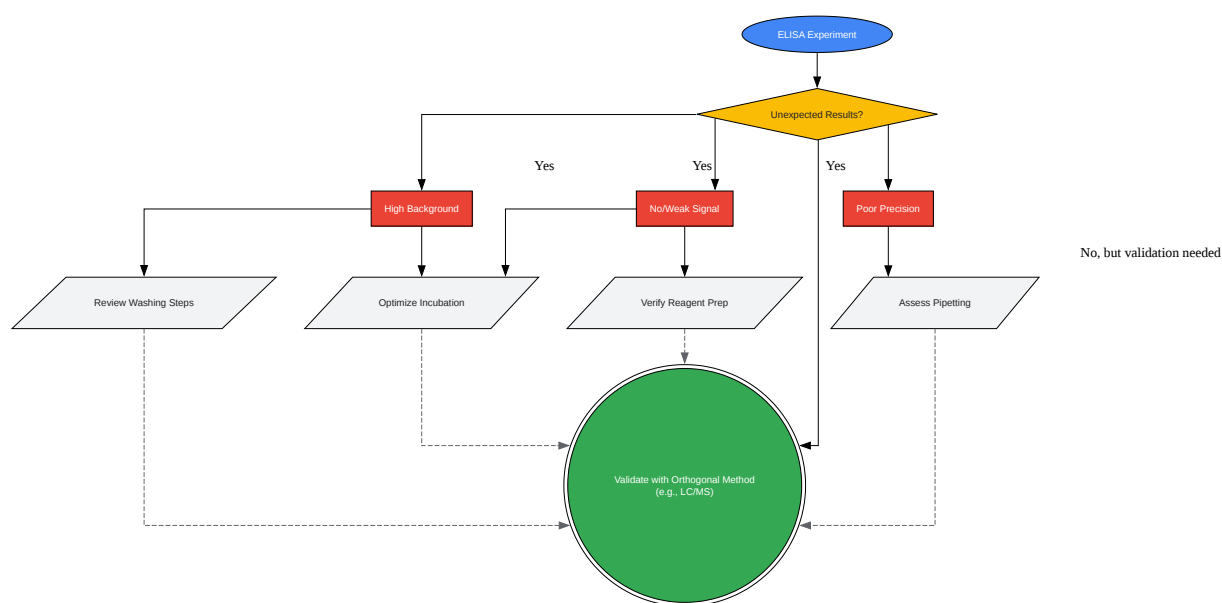 ELISA Experiment
Unexpected Results?
Yes
Yes
Yes
High Background
No/Weak Signal
Poor Precision
No, but validation needed
Review Washing Steps
Optimize Incubation
Verify Reagent Prep
Assess Pipetting
Validate with Orthogonal Method
(e.g., LC/MS)